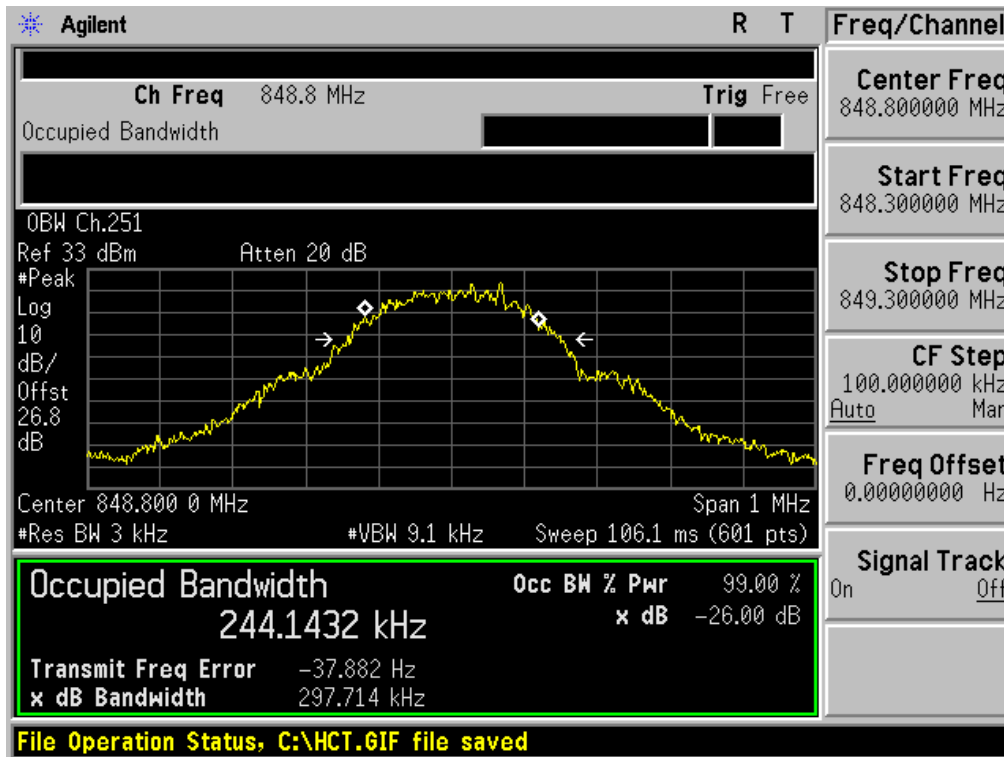 Agilent R T
Ch Freq 848.8 MHz Trig Free
Occupied Bandwidth
OBW Ch.251
Ref 33 dBm Atten 20 dB
#Peak
Log
10
dB/
Offst
26.8
dB
Center 848.800 0 MHz Span 1 MHz
#Res BW 3 kHz #VBW 9.1 kHz Sweep 106.1 ms (601 pts)
Occupied Bandwidth Occ BW % Pwr 99.00 %
244.1432 kHz x dB -26.00 dB
Transmit Freq Error -37.882 Hz
x dB Bandwidth 297.714 kHz
File Operation Status, C:\HCT.GIF file saved
Freq/Channel
Center Freq
848.800000 MHz
Start Freq
848.300000 MHz
Stop Freq
849.300000 MHz
CF Step
100.000000 kHz
Auto Man
Freq Offset
0.00000000 Hz
Signal Track
On Off